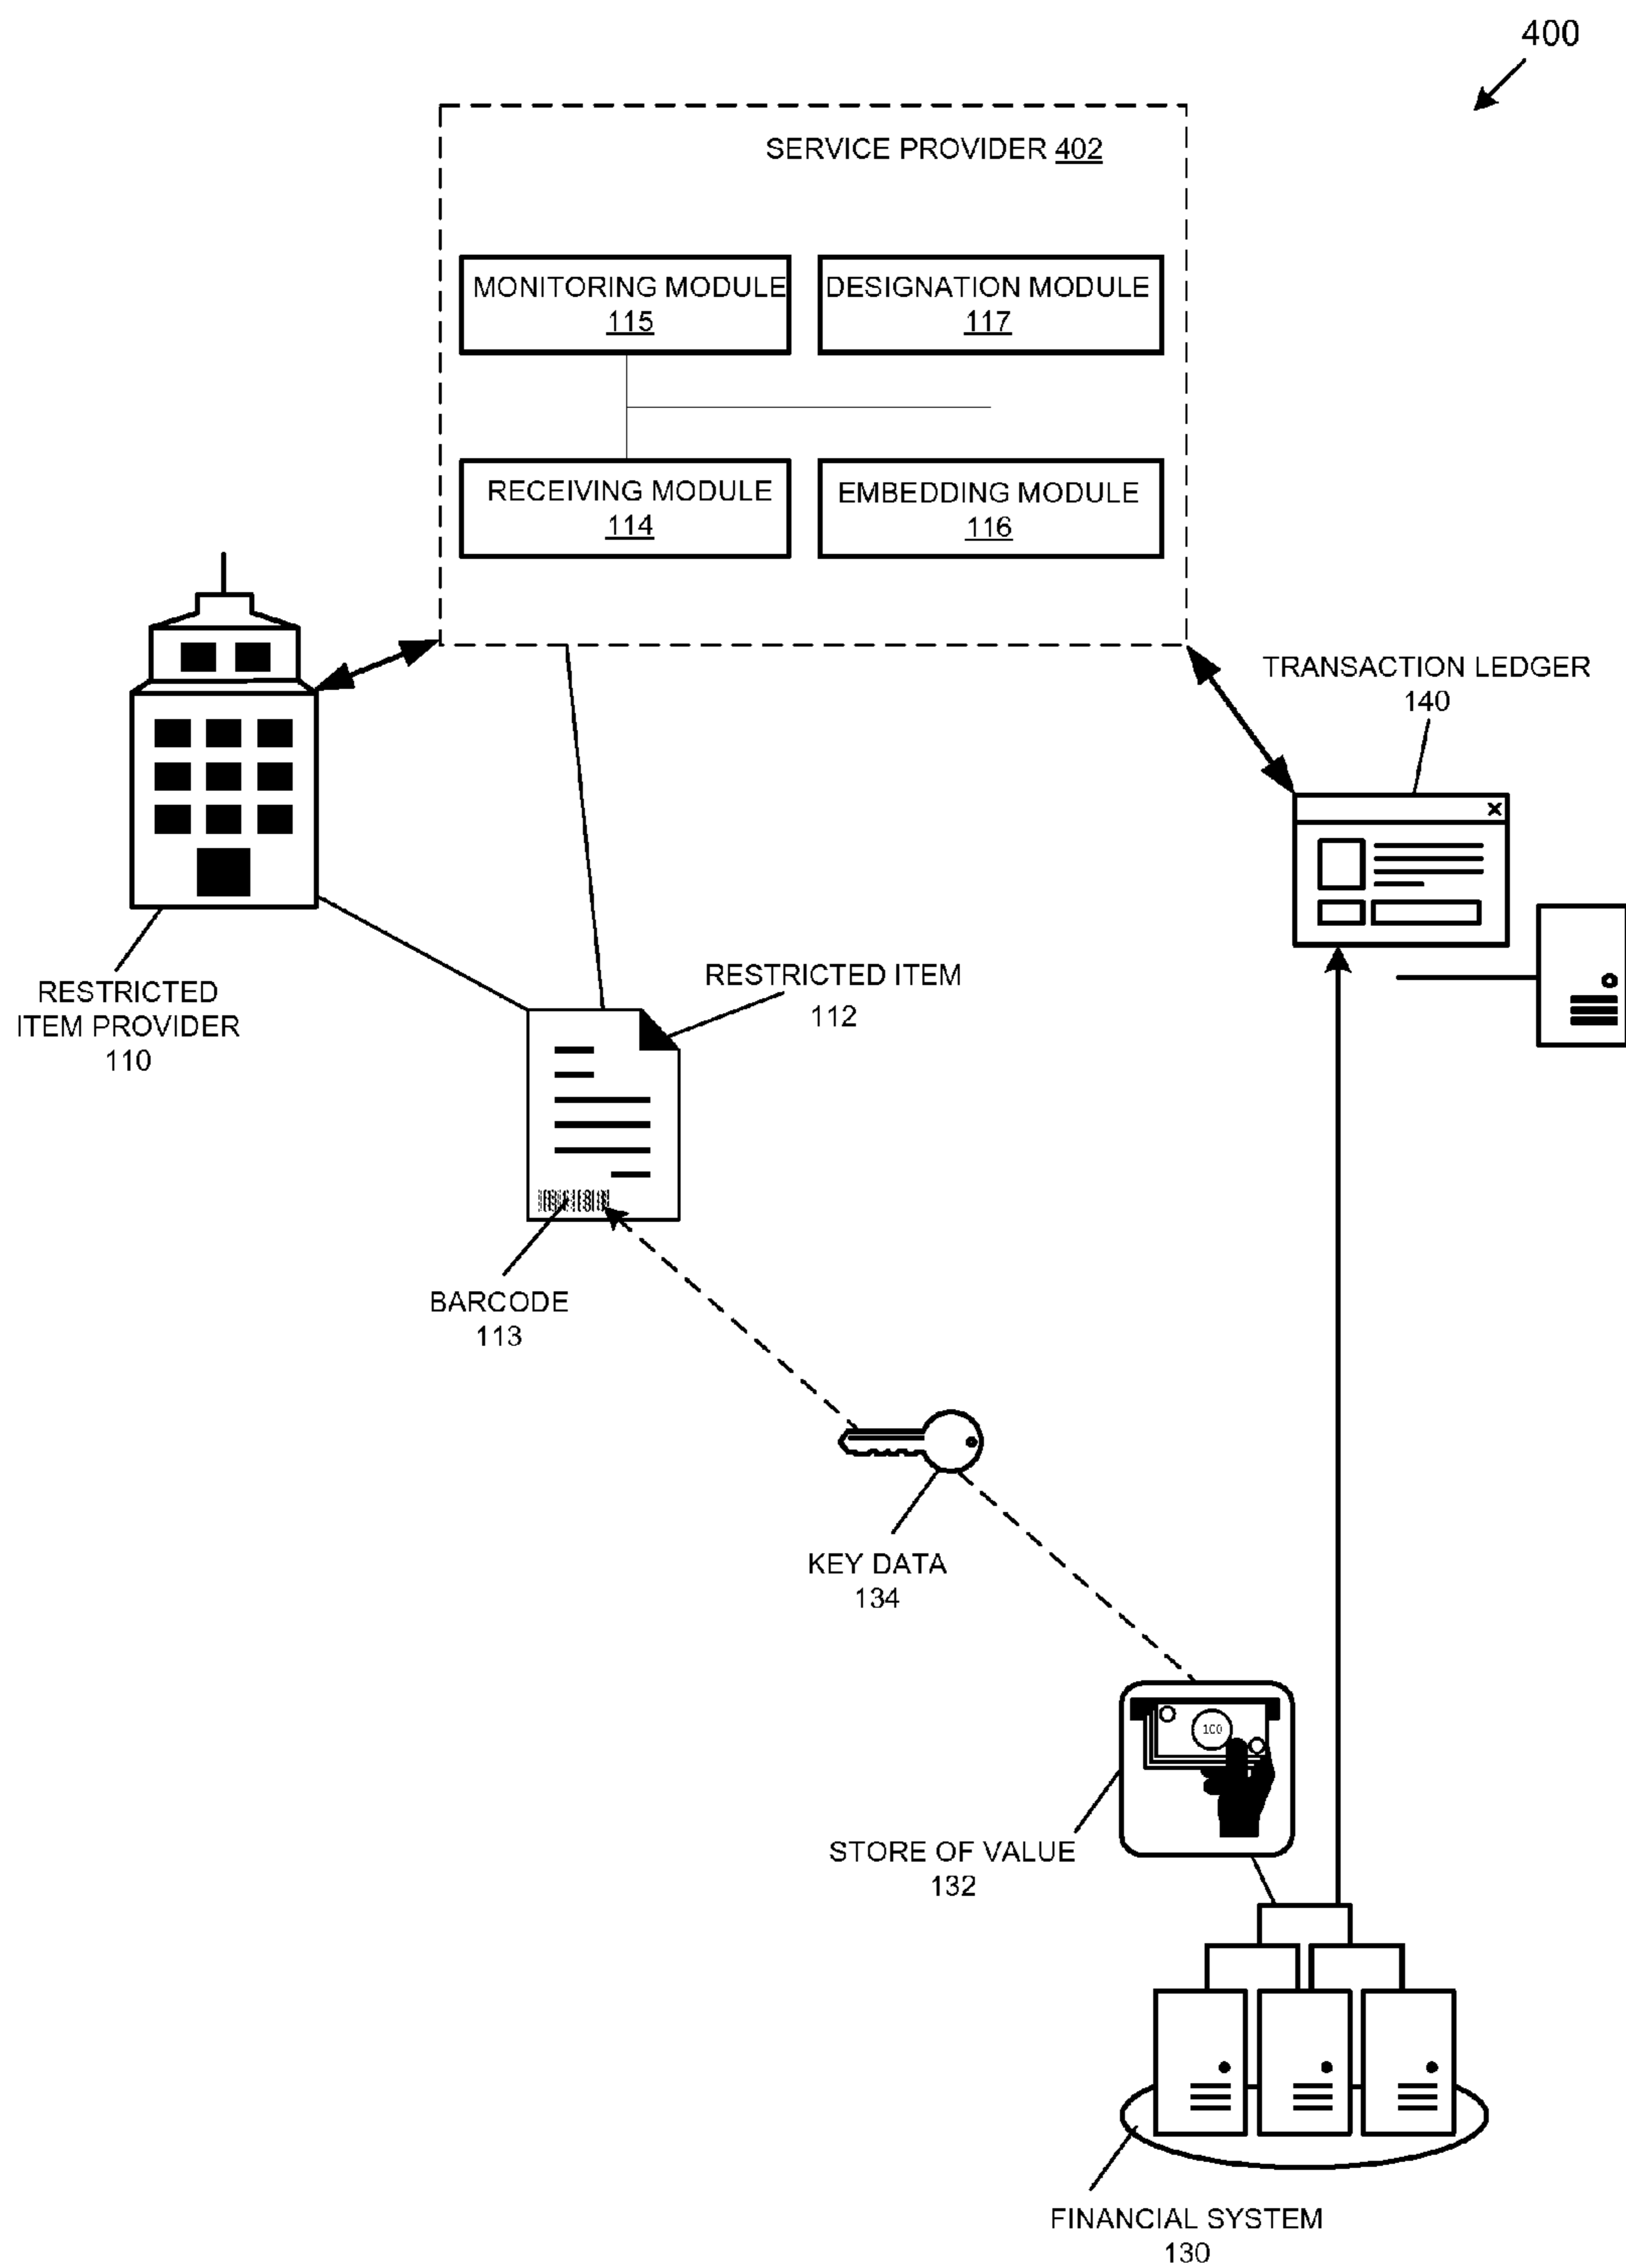 400
SERVICE PROVIDER 402
MONITORING MODULE
115
DESIGNATION MODULE
117
RECEIVING MODULE
114
EMBEDDING MODULE
116
TRANSACTION LEDGER
140
RESTRICTED
ITEM PROVIDER
110
RESTRICTED ITEM
112
BARCODE
113
KEY DATA
134
100
STORE OF VALUE
132
FINANCIAL SYSTEM
130